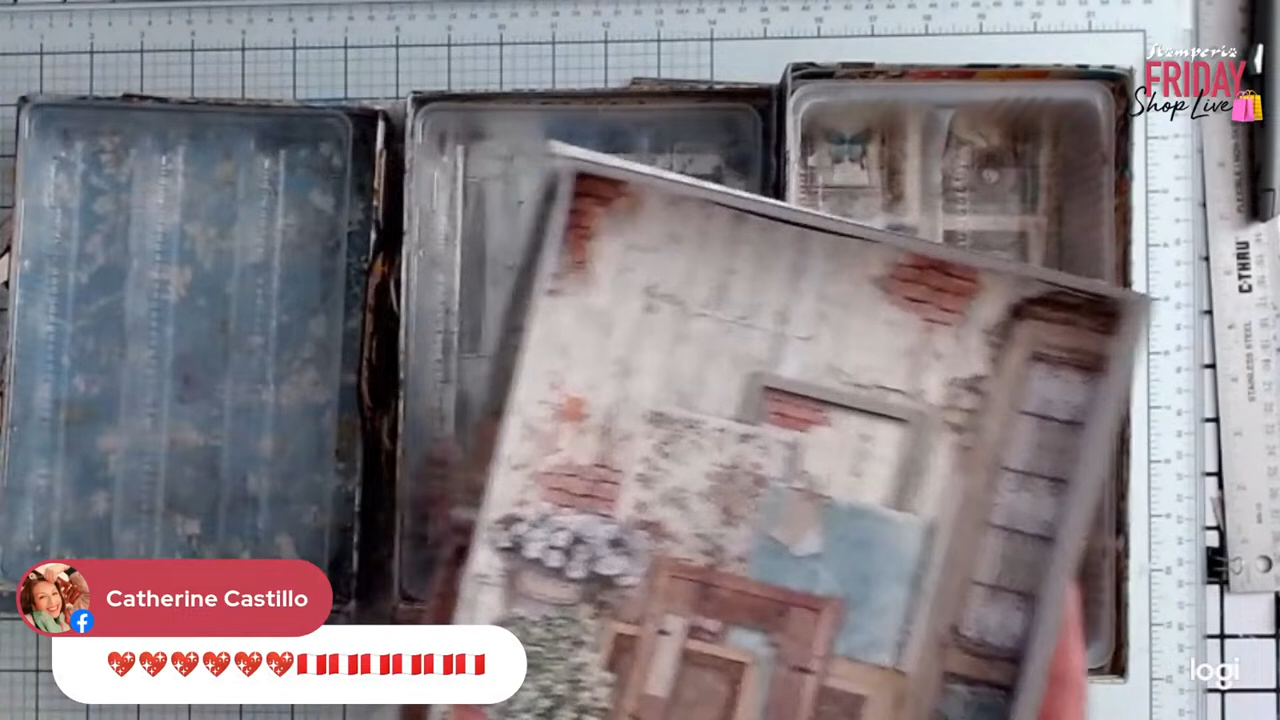 Stamperia
FRIDAY
Shop Live
C-THRU
STAINLESS STEEL
Catherine Castillo
💖💖💖💖💖💖🇵🇪🇵🇪🇵🇪🇵🇪🇵🇪🇵🇪
logi